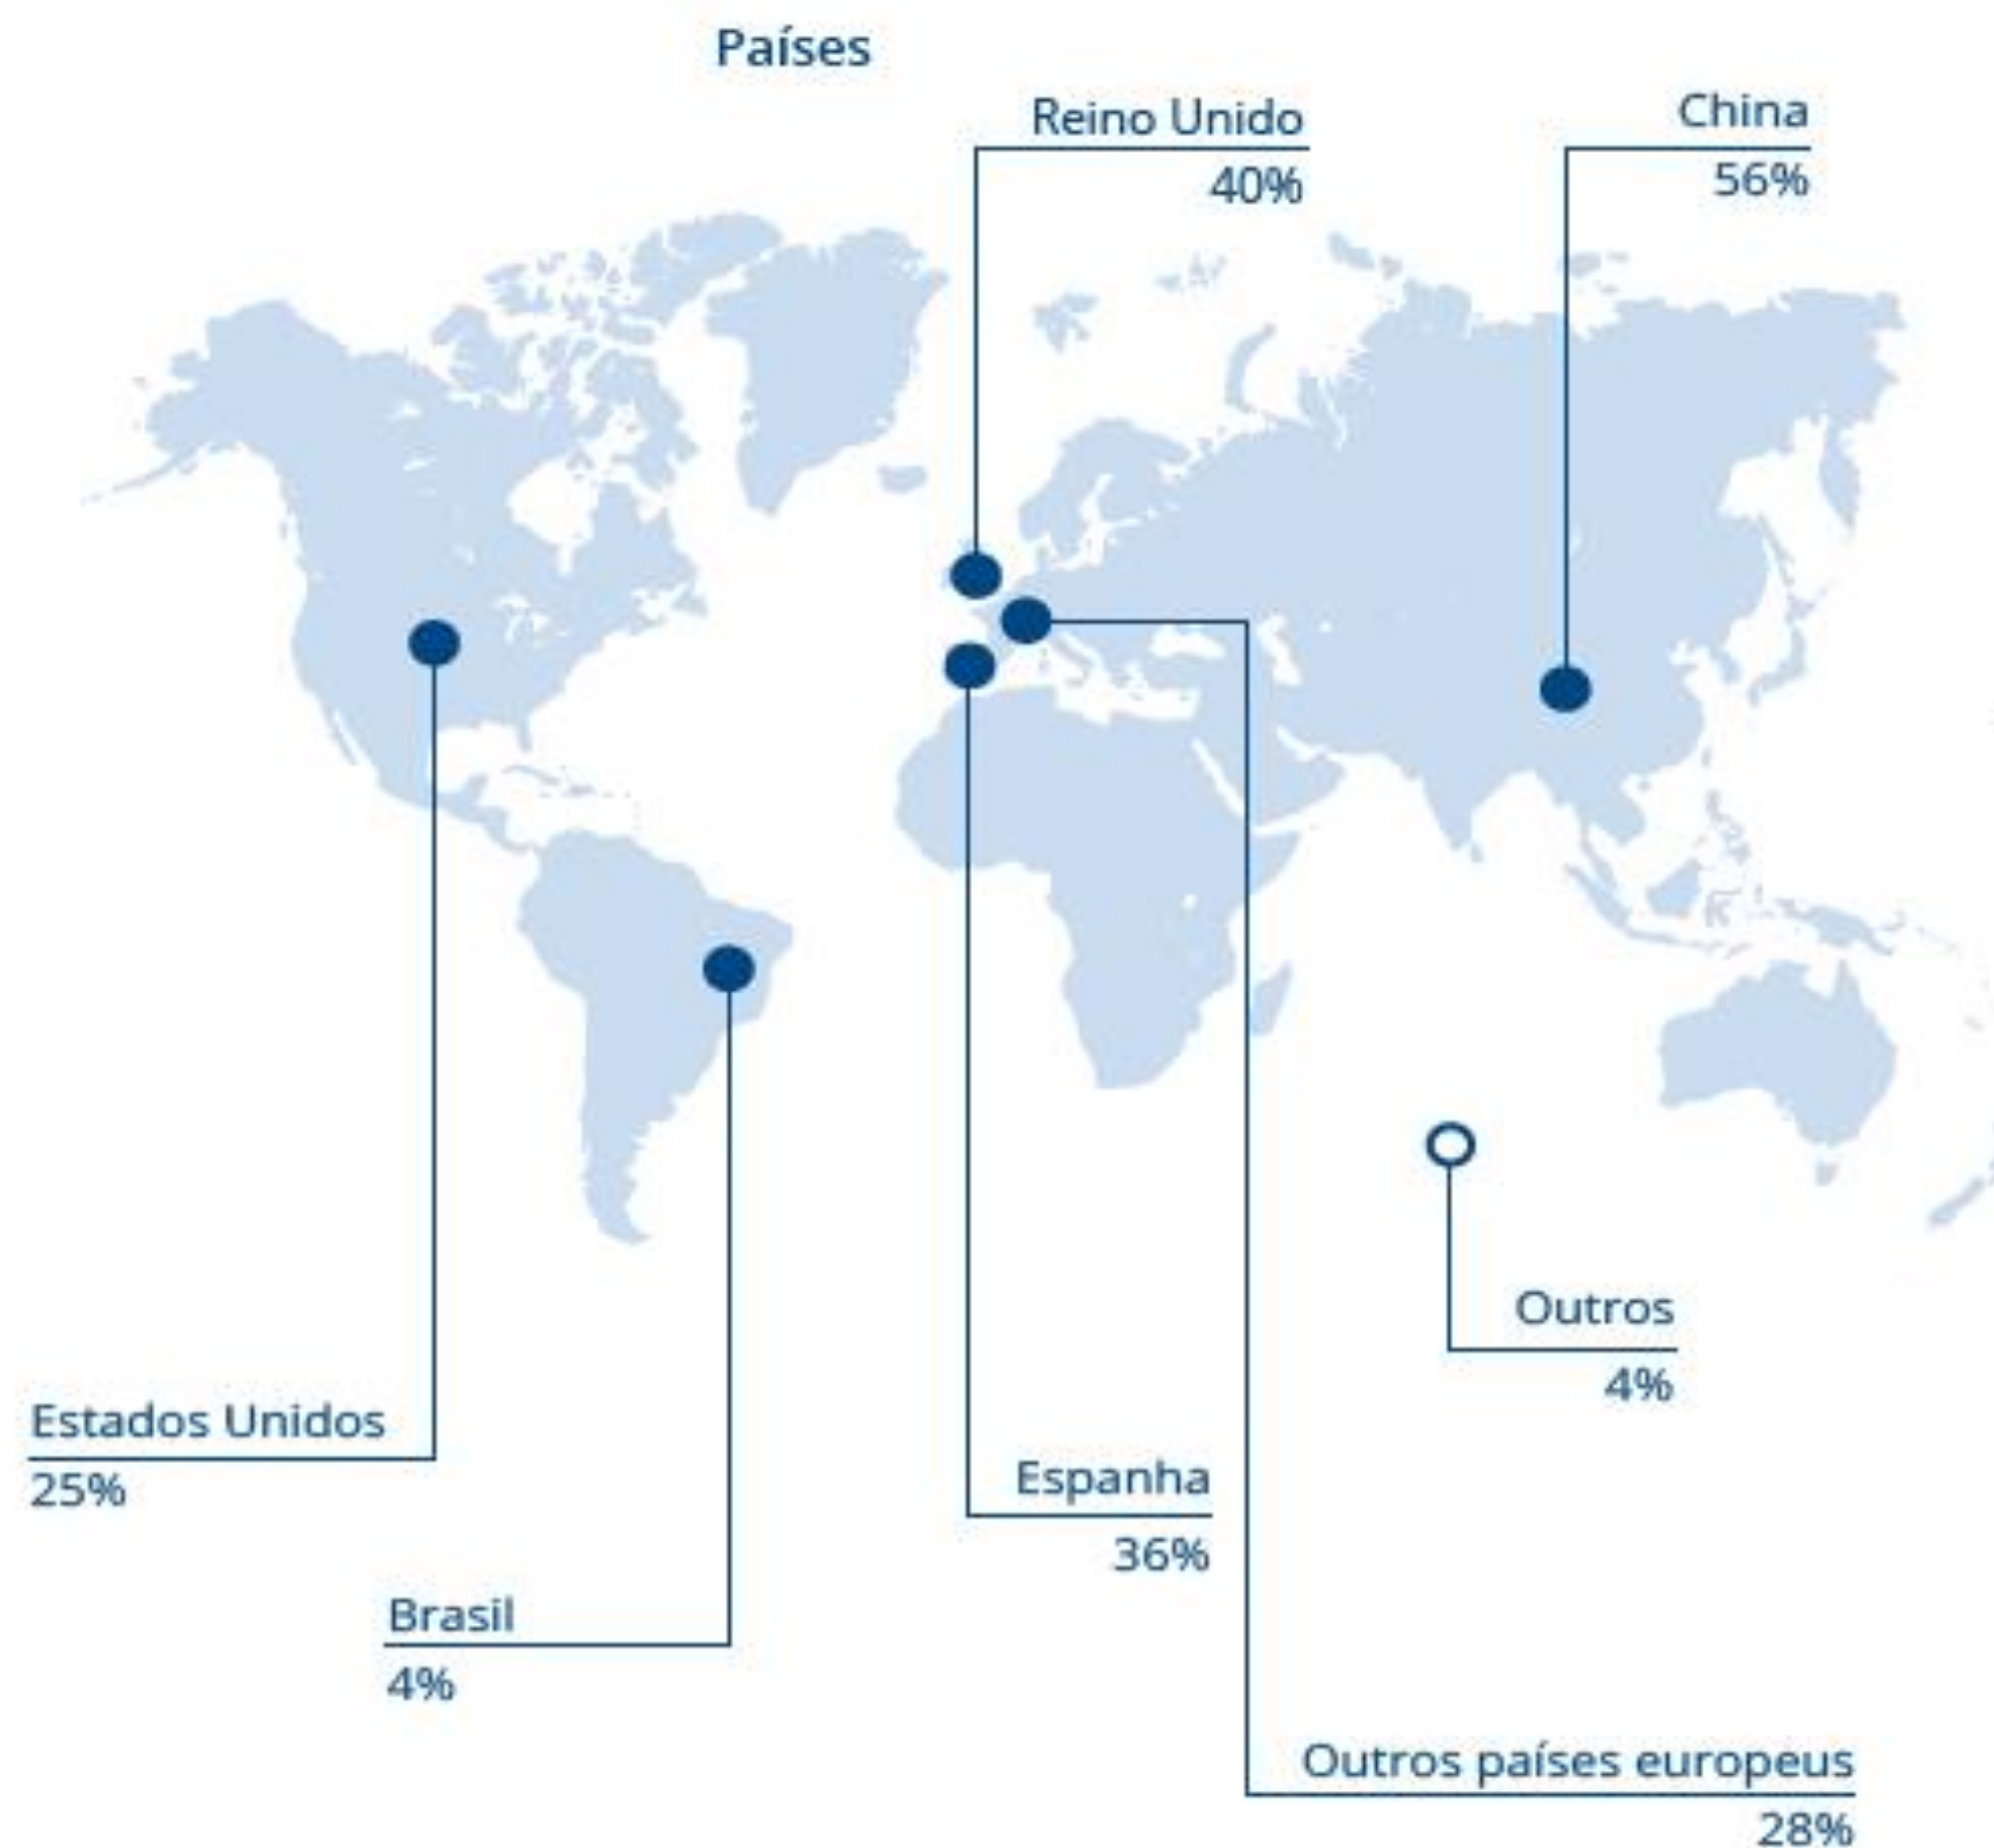 Países
Reino Unido
40%
China
56%
Outros
4%
Estados Unidos
25%
Espanha
36%
Brasil
4%
Outros países europeus
28%